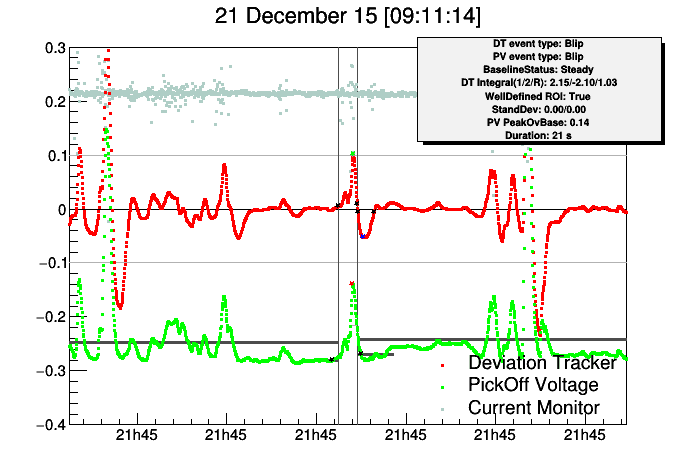 21 December 15 [09:11:14]
DT event type: Blip
PV event type: Blip
BaselineStatus: Steady
DT Integral(1/2/R): 2.15/-2.10/1.03
WellDefined ROI: True
StandDev: 0.00/0.00
PV PeakOvBase: 0.14
Duration: 21 s
0.3
0.2
0.1
0
−0.1
−0.2
−0.3
−0.4
Deviation Tracker
PickOff Voltage
Current Monitor
21h45 21h45 21h45 21h45 21h45 21h45